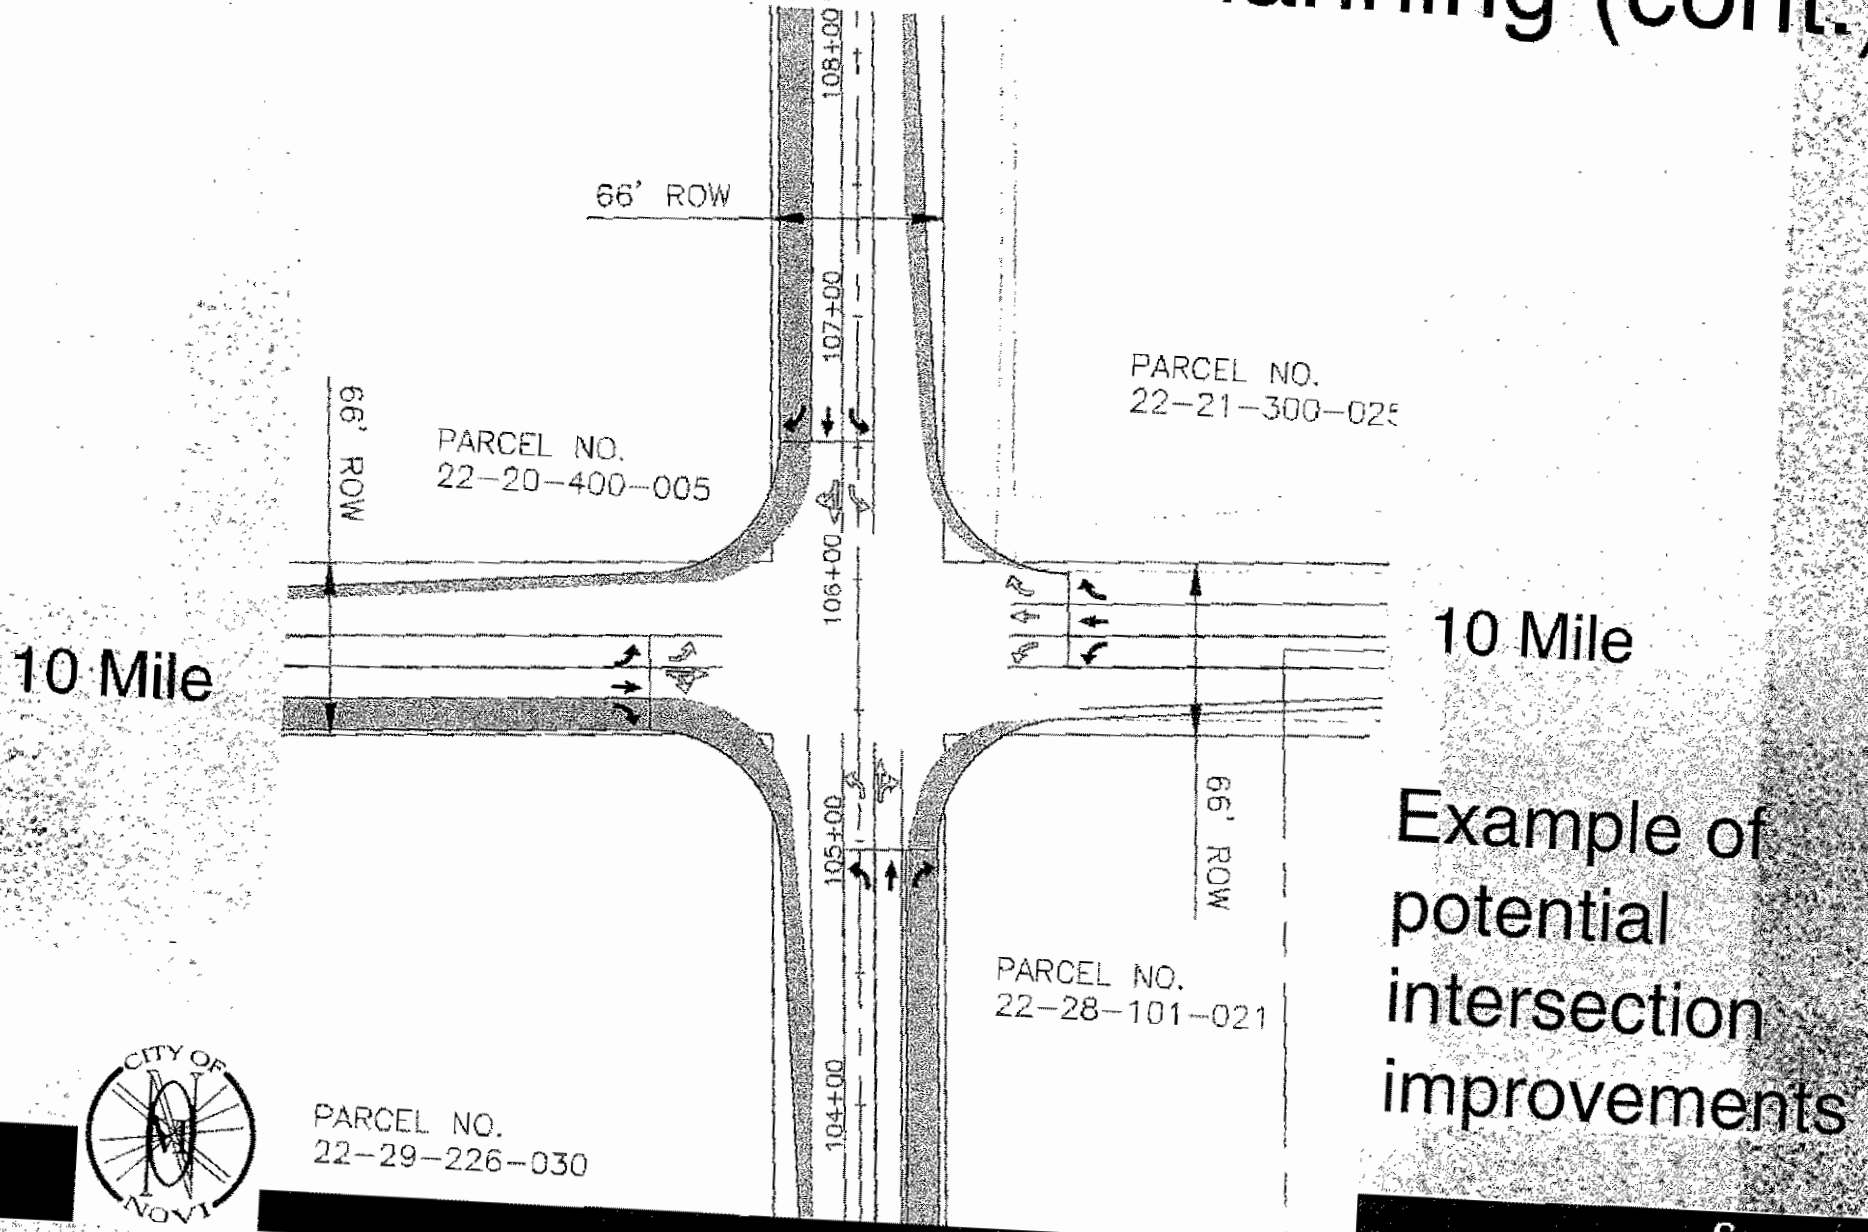 (cont.)
108+00
66' ROW
107+00
PARCEL NO.
22-21-300-025
66' ROW
PARCEL NO.
22-20-400-005
106+00
10 Mile
10 Mile
105+00
66' ROW
Example of
potential
intersection
improvements
PARCEL NO.
22-28-101-021
104+00
CITY OF
NOVI
PARCEL NO.
22-29-226-030